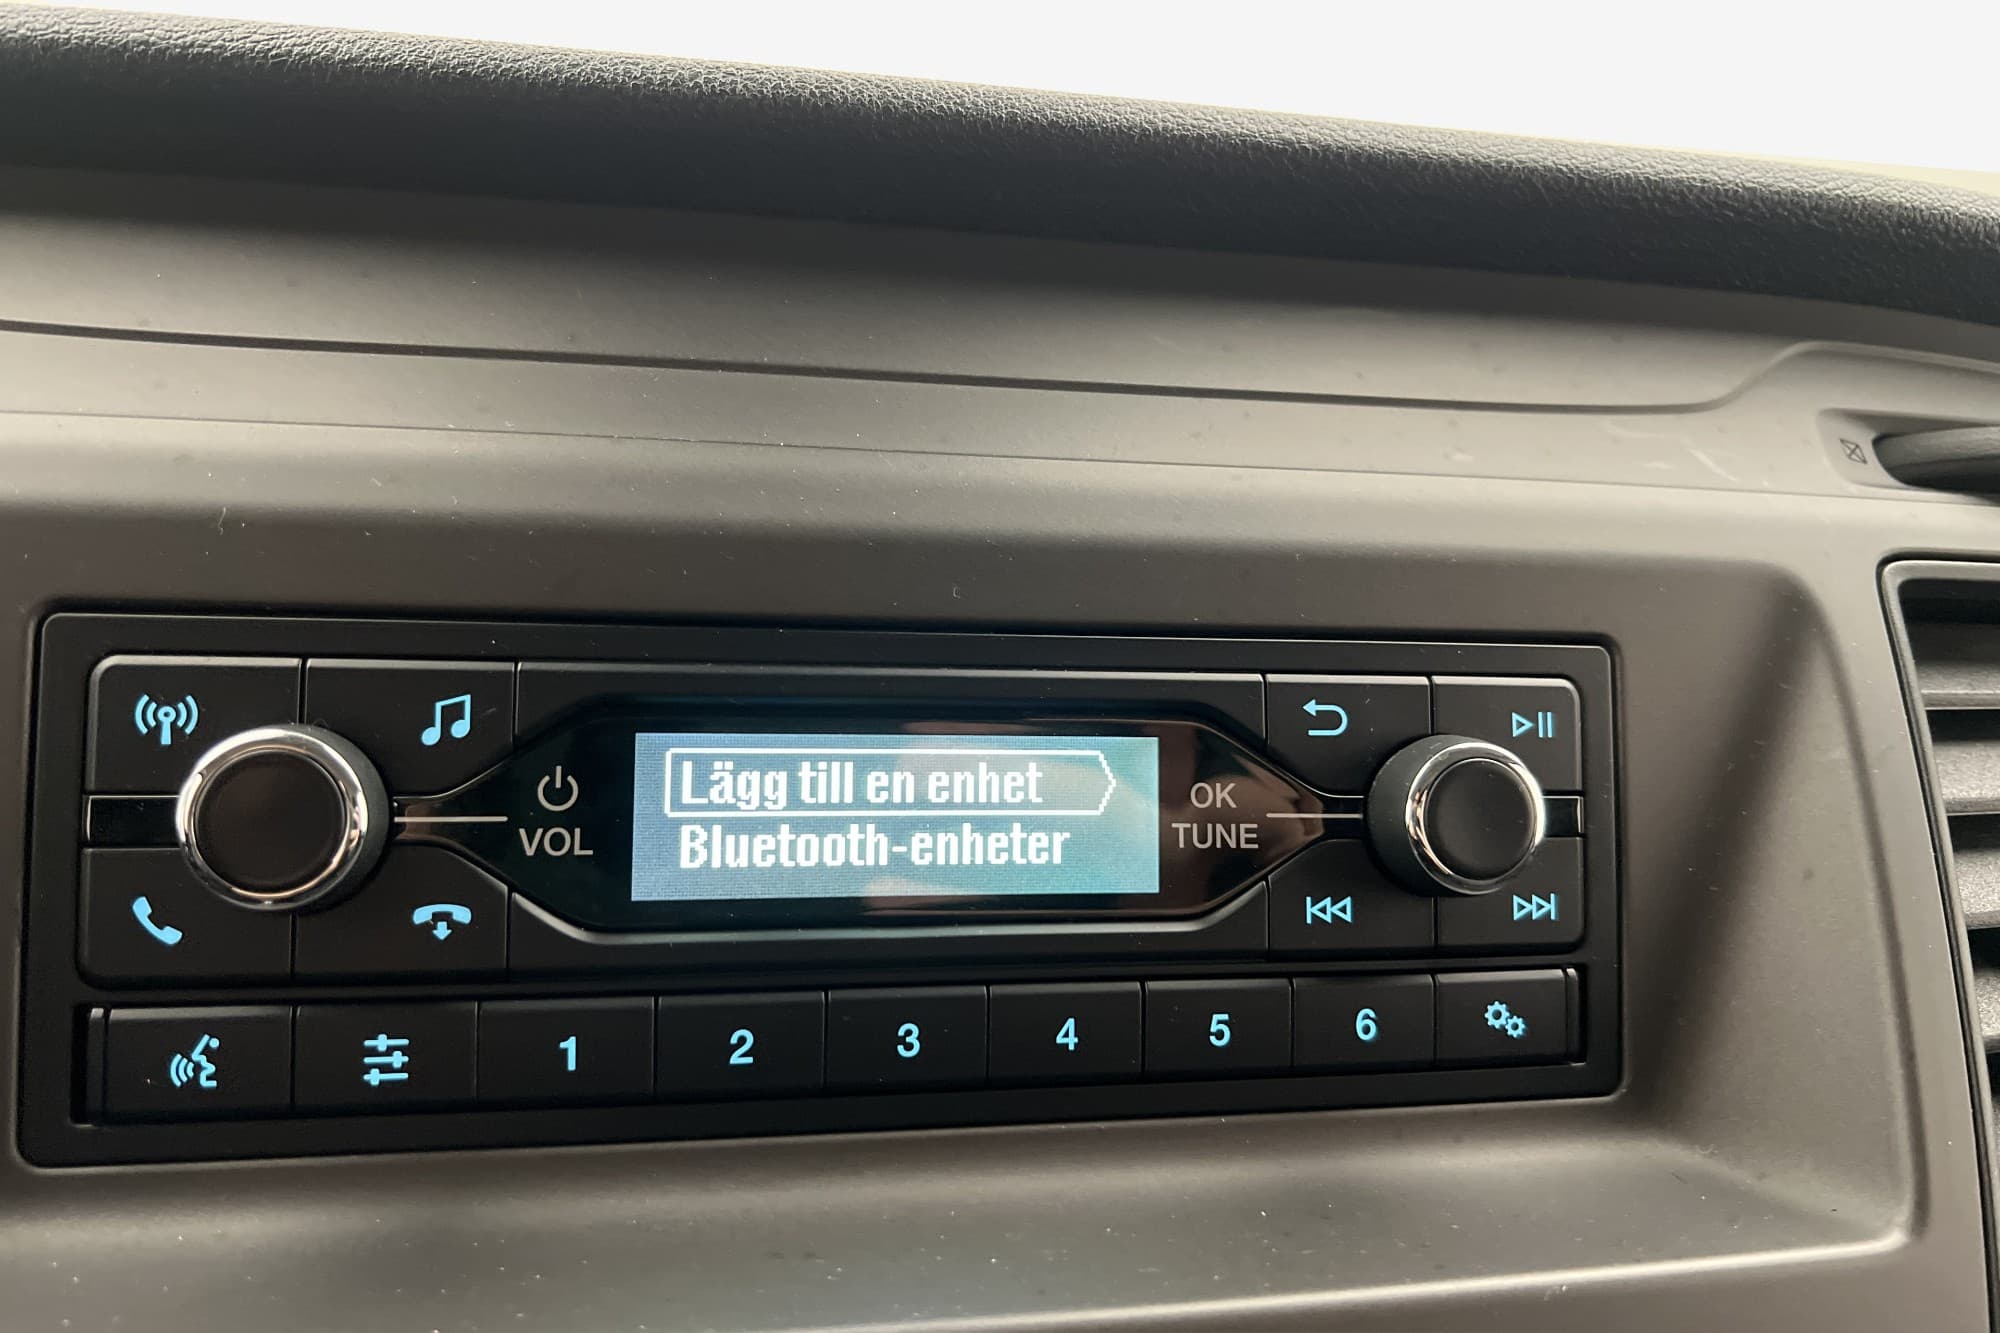 Lägg till en enhet
Bluetooth-enheter
VOL
OK
TUNE
1 2 3 4 5 6